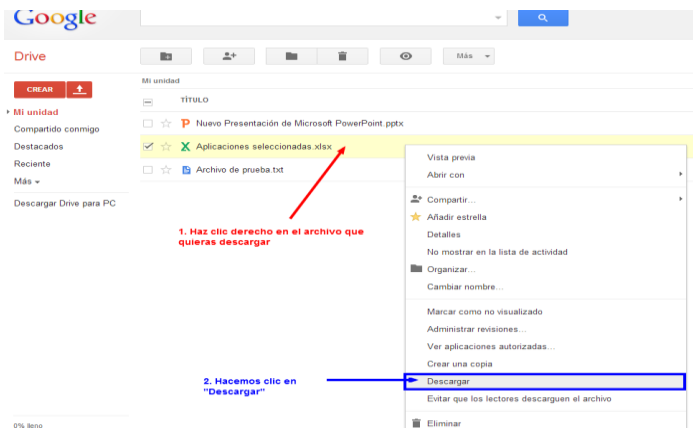 Google
Drive
Más
CREAR
Mi unidad
Compartido conmigo
Destacados
Reciente
Más
Descargar Drive para PC
0% lleno
Mi unidad
TÍTULO
Nuevo Presentación de Microsoft PowerPoint.pptx
Aplicaciones seleccionadas.xlsx
Archivo de prueba.txt
1. Haz clic derecho en el archivo que
quieras descargar
2. Hacemos clic en
"Descargar"
Vista previa
Abrir con
Compartir...
Añadir estrella
Detalles
No mostrar en la lista de actividad
Organizar...
Cambiar nombre...
Marcar como no visualizado
Administrar revisiones...
Ver aplicaciones autorizadas...
Crear una copia
Descargar
Evitar que los lectores descarguen el archivo
Eliminar